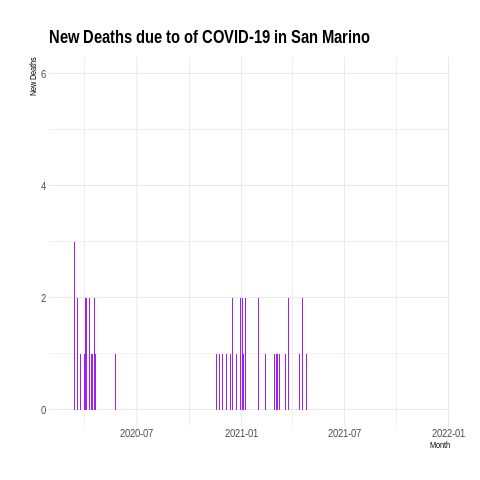 New Deaths due to of COVID-19 in San Marino
New Deaths
6
4
2
0
2020-07 2021-01 2021-07 2022-01
Month